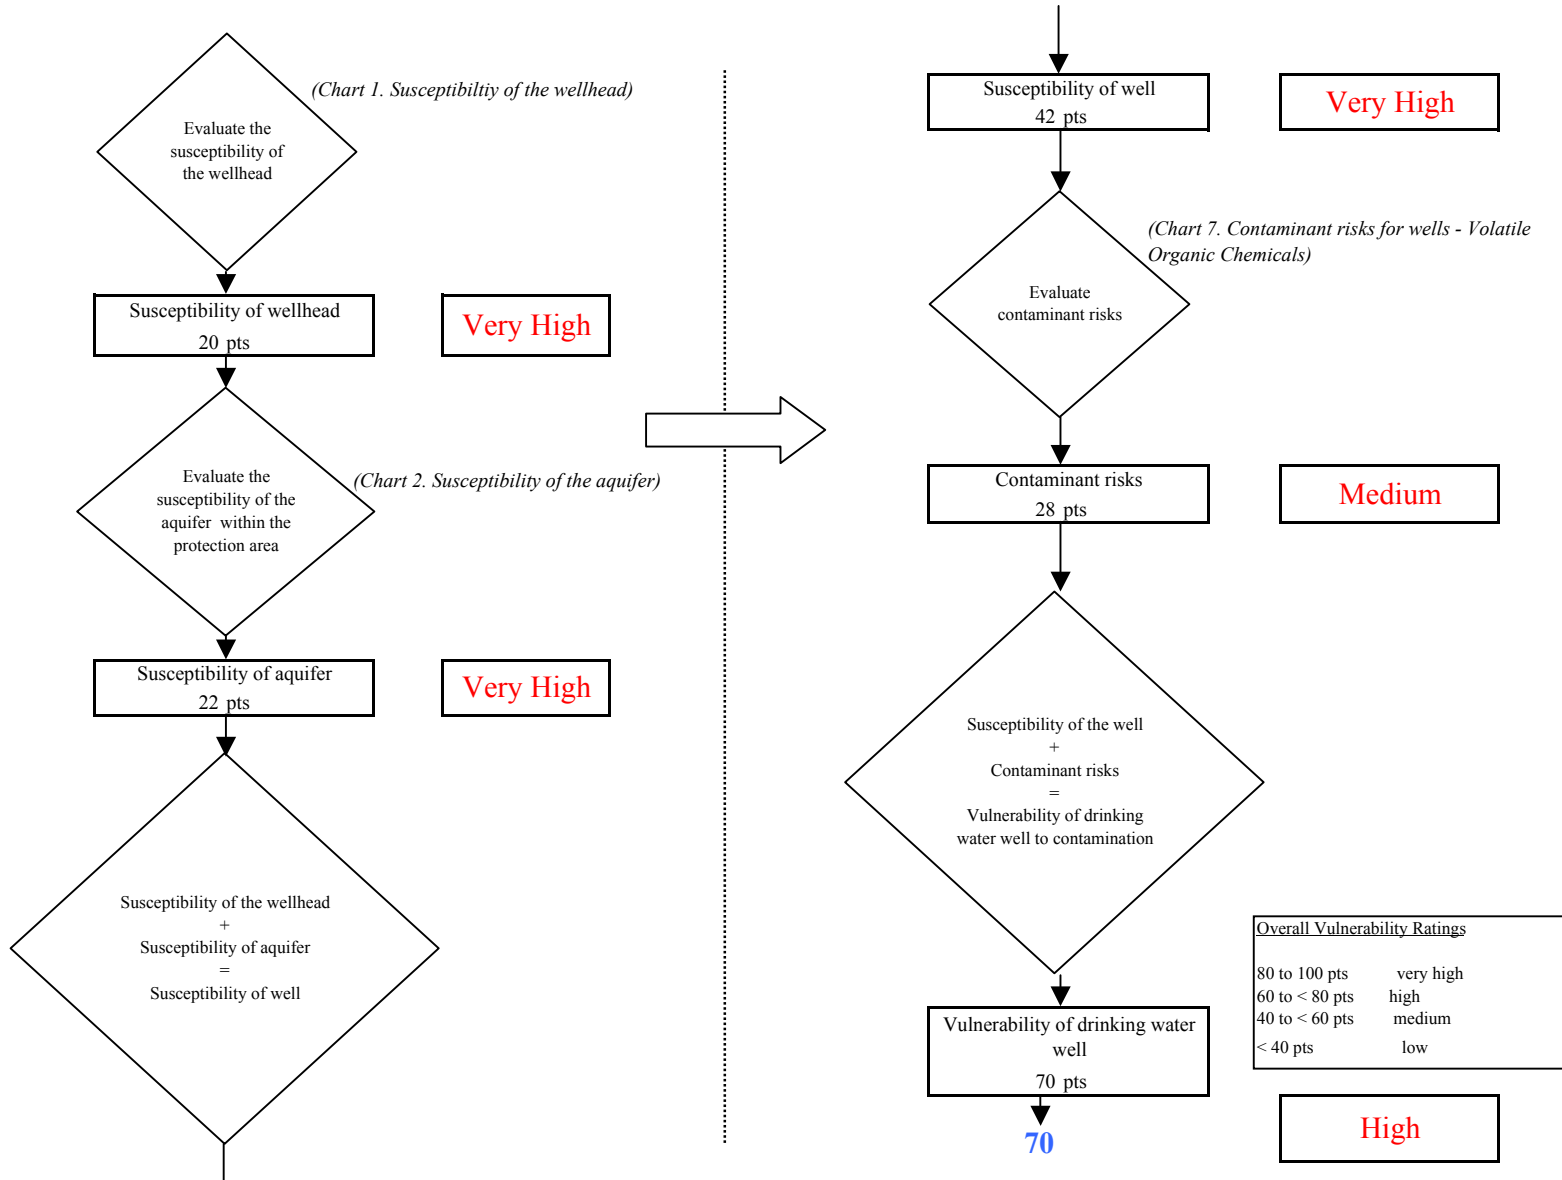 (Chart 1. Susceptibiltiy of the wellhead)
Evaluate the
susceptibility of
the wellhead
Susceptibility of wellhead
20 pts
Very High
(Chart 2. Susceptibility of the aquifer)
Evaluate the
susceptibility of the
aquifer within the
protection area
Susceptibility of aquifer
22 pts
Very High
Susceptibility of the wellhead
+
Susceptibility of aquifer
=
Susceptibility of well
Susceptibility of well
42 pts
Very High
(Chart 7. Contaminant risks for wells - Volatile
Organic Chemicals)
Evaluate
contaminant risks
Contaminant risks
28 pts
Medium
Susceptibility of the well
+
Contaminant risks
=
Vulnerability of drinking
water well to contamination
Overall Vulnerability Ratings
80 to 100 pts very high
60 to < 80 pts high
40 to < 60 pts medium
< 40 pts low
Vulnerability of drinking water
well
70 pts
70
High